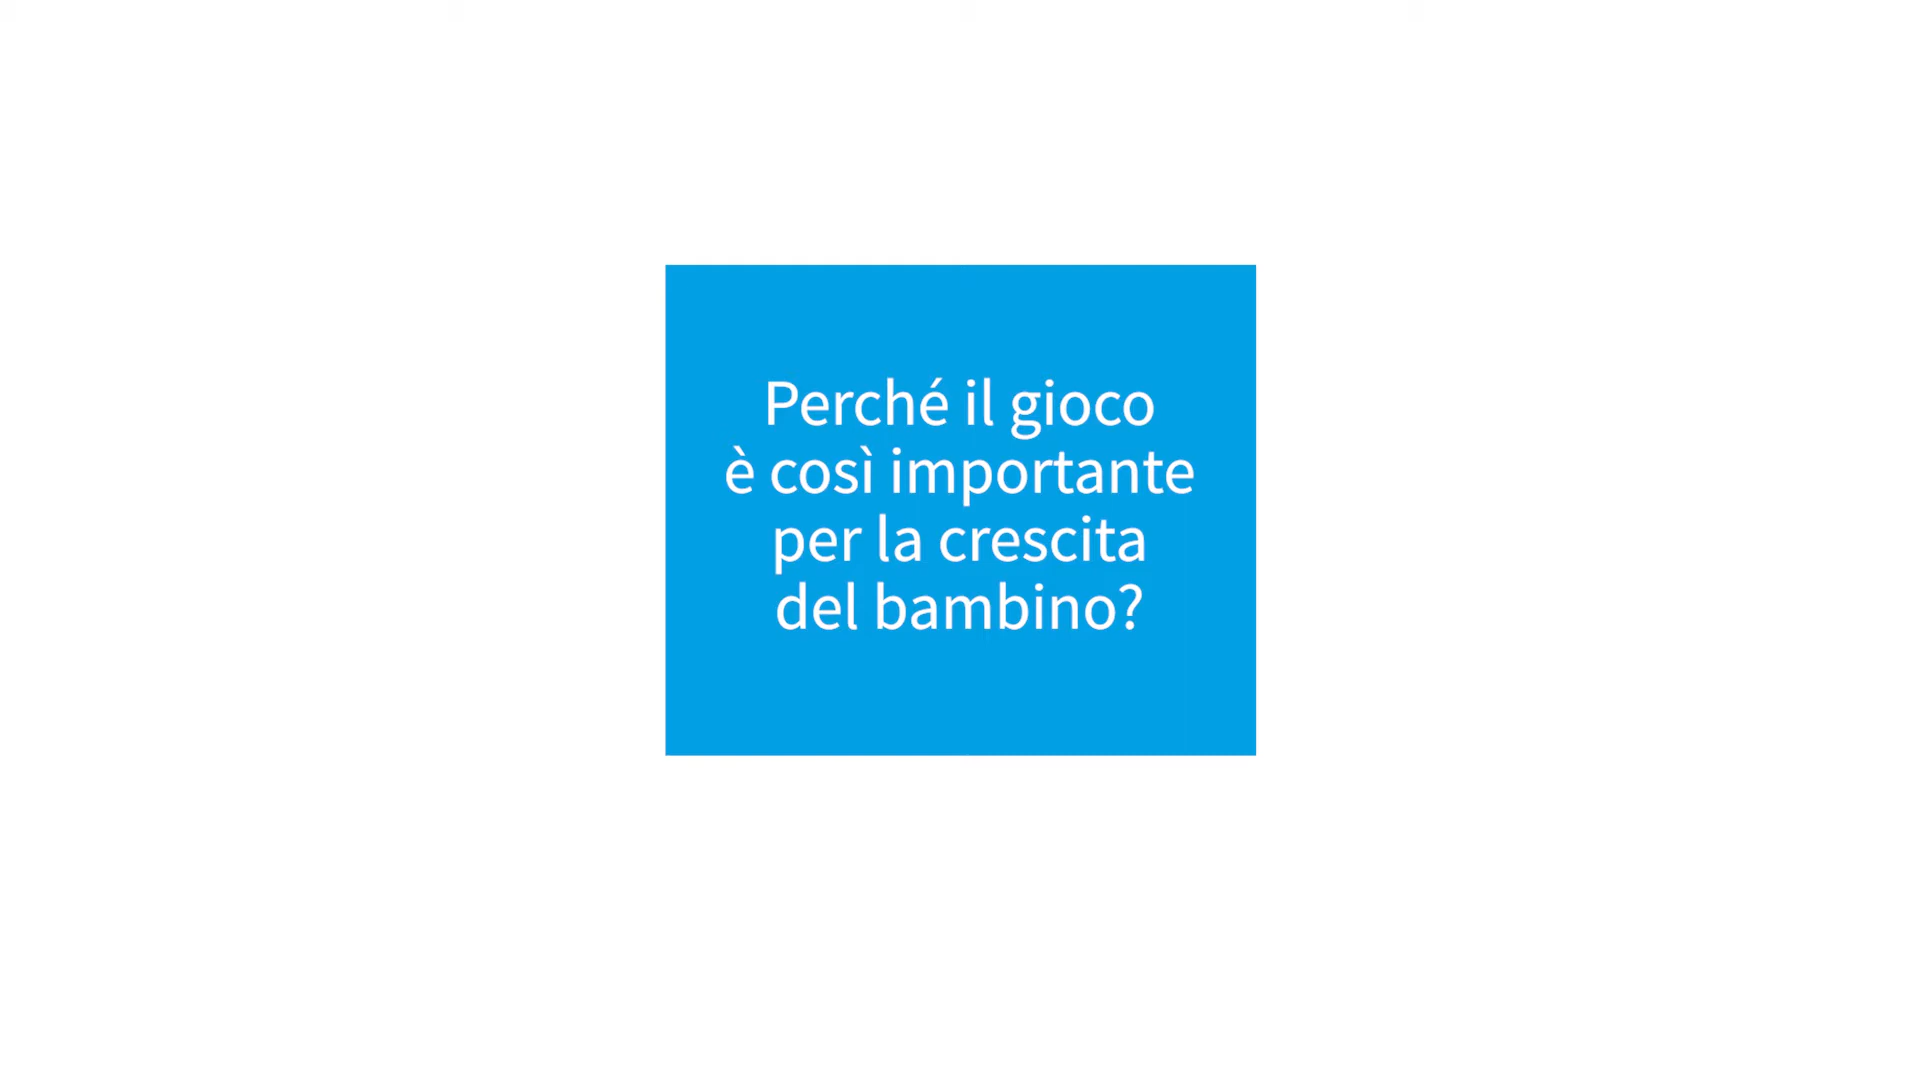 Perché il gioco
è così importante
per la crescita
del bambino?